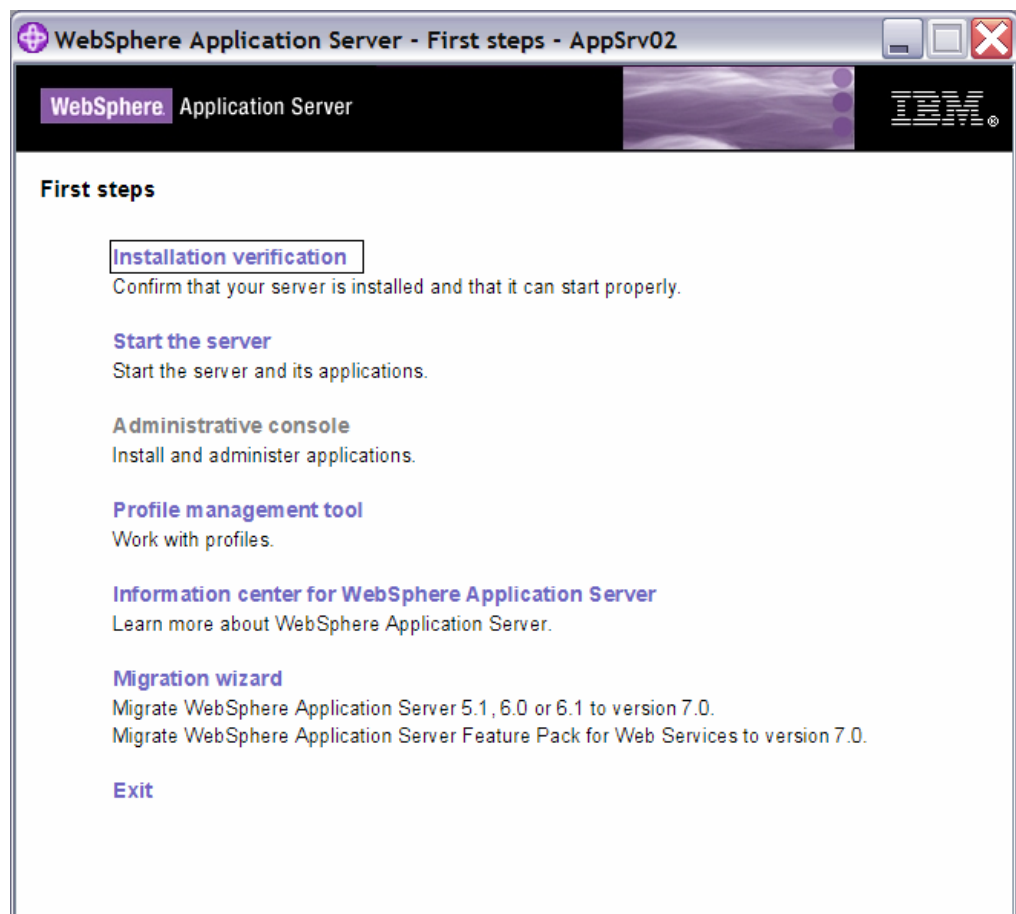 WebSphere Application Server - First steps - AppSrv02
WebSphere. Application Server
IBM®
First steps
Installation verification
Confirm that your server is installed and that it can start properly.
Start the server
Start the server and its applications.
Administrative console
Install and administer applications.
Profile management tool
Work with profiles.
Information center for WebSphere Application Server
Learn more about WebSphere Application Server.
Migration wizard
Migrate WebSphere Application Server 5.1, 6.0 or 6.1 to version 7.0.
Migrate WebSphere Application Server Feature Pack for Web Services to version 7.0.
Exit